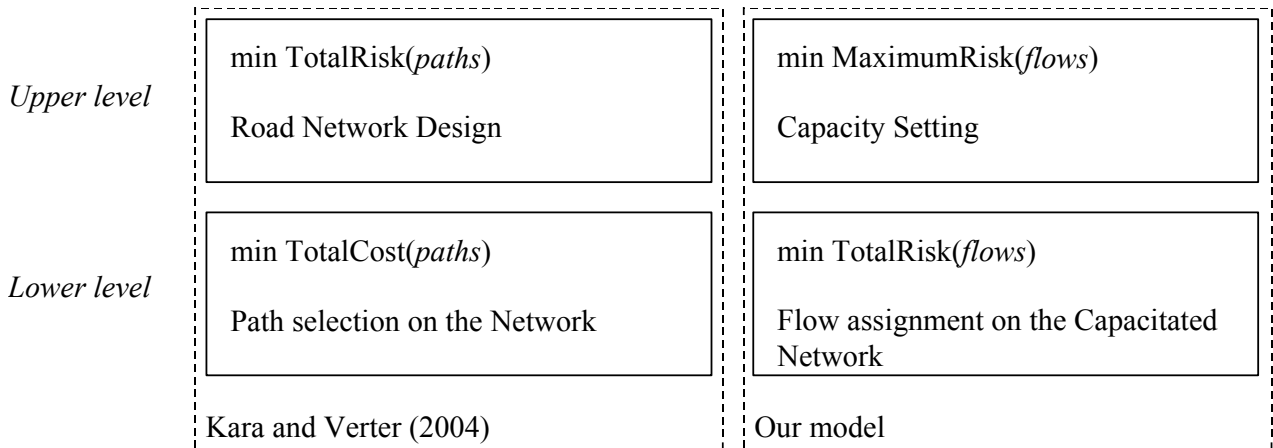 Upper level
min TotalRisk(paths)
Road Network Design
min MaximumRisk(flows)
Capacity Setting
Lower level
min TotalCost(paths)
Path selection on the Network
min TotalRisk(flows)
Flow assignment on the Capacitated
Network
Kara and Verter (2004)
Our model